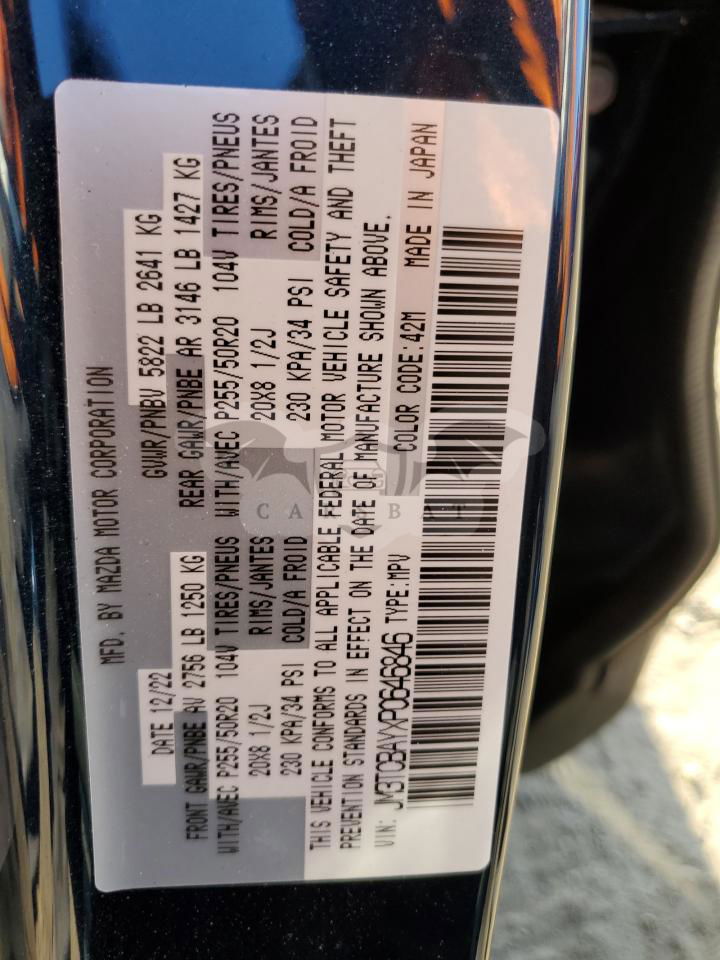 MFD. BY MAZDA MOTOR CORPORATION
DATE 12/22 GVWR/PNBV 5822 LB 2641 KG
FRONT GAWR/PNBE AV 2756 LB 1250 KG REAR GAWR/PNBE AR 3146 LB 1427 KG
WITH/AVEC P255/50R20 104V TIRES/PNEUS WITH/AVEC P255/50R20 104V TIRES/PNEUS
20X8 1/2J RIMS/JANTES 20X8 1/2J RIMS/JANTES
230 KPA/34 PSI COLD/A FROID 230 KPA/34 PSI COLD/A FROID
THIS VEHICLE CONFORMS TO ALL APPLICABLE FEDERAL MOTOR VEHICLE SAFETY AND THEFT
PREVENTION STANDARDS IN EFFECT ON THE DATE OF MANUFACTURE SHOWN ABOVE.
VIN: JM3TCBAYXP0646846 TYPE:MPV COLOR CODE:42M MADE IN JAPAN
CARSBAT